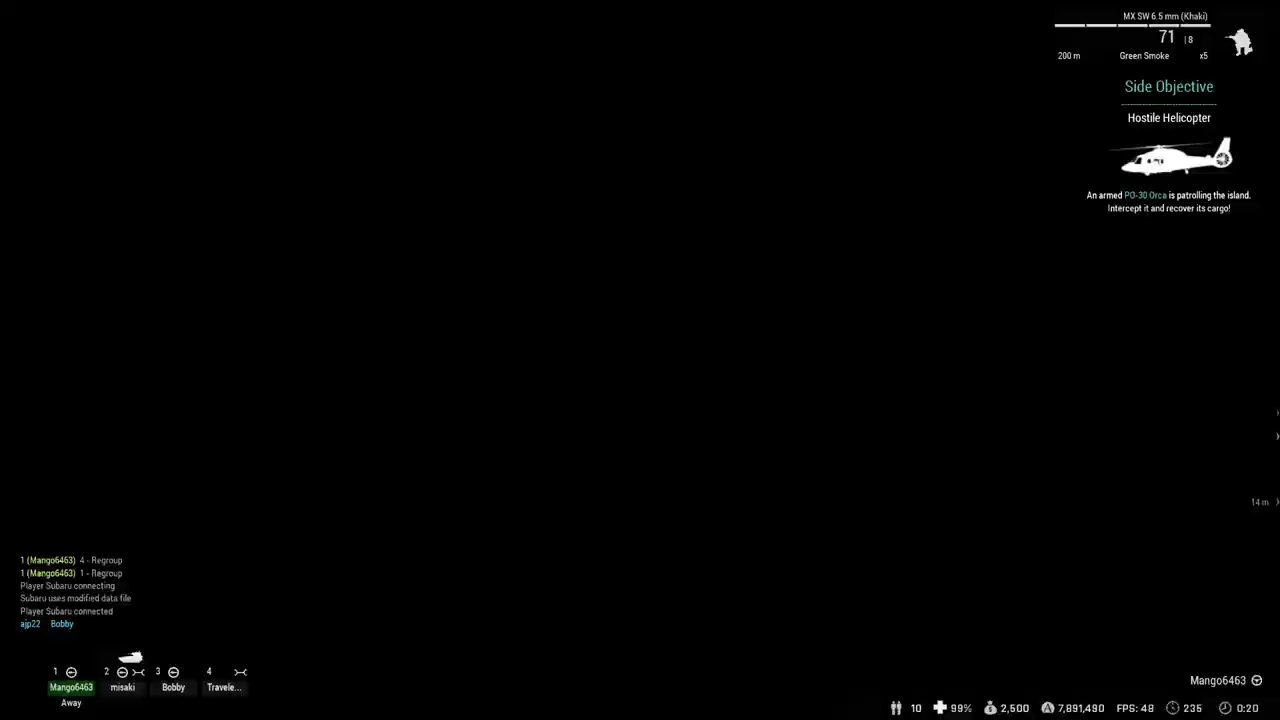 MX SW 6.5 mm (Khaki)
71 | 8
200 m Green Smoke x5
Side Objective
Hostile Helicopter
An armed PO-30 Orca is patrolling the island.
Intercept it and recover its cargo!
14 m
1 (Mango6463) 4 - Regroup
1 (Mango6463) 1 - Regroup
Player Subaru connecting
Subaru uses modified data file
Player Subaru connected
ajp22 Bobby
1 2 3 4
Mango6463 misaki Bobby Travele...
Away
Mango6463
10 99% 2,500 7,891,490 FPS: 48 235 0:20